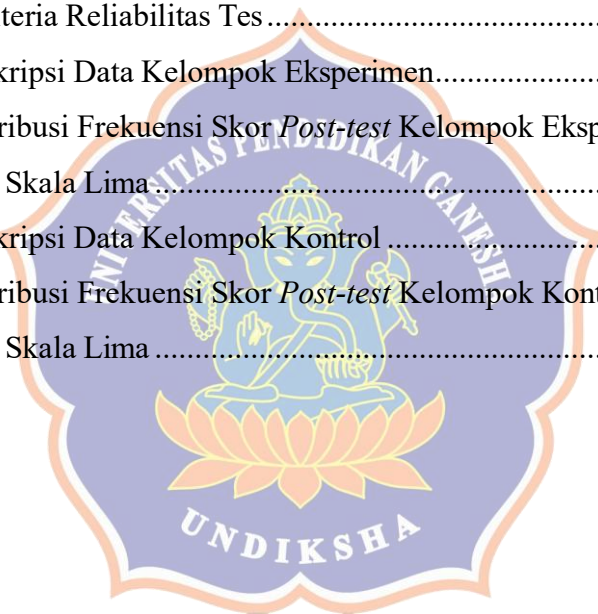 teria Reliabilitas Tes.......................................
kripsi Data Kelompok Eksperimen.......................
ribusi Frekuensi Skor Post-test Kelompok Eksp
Skala Lima.......................................................
kripsi Data Kelompok Kontrol ...........................
ribusi Frekuensi Skor Post-test Kelompok Kont
Skala Lima .......................................................
UNIVERSITAS PENDIDIKAN GANESH
UNDIKSHA